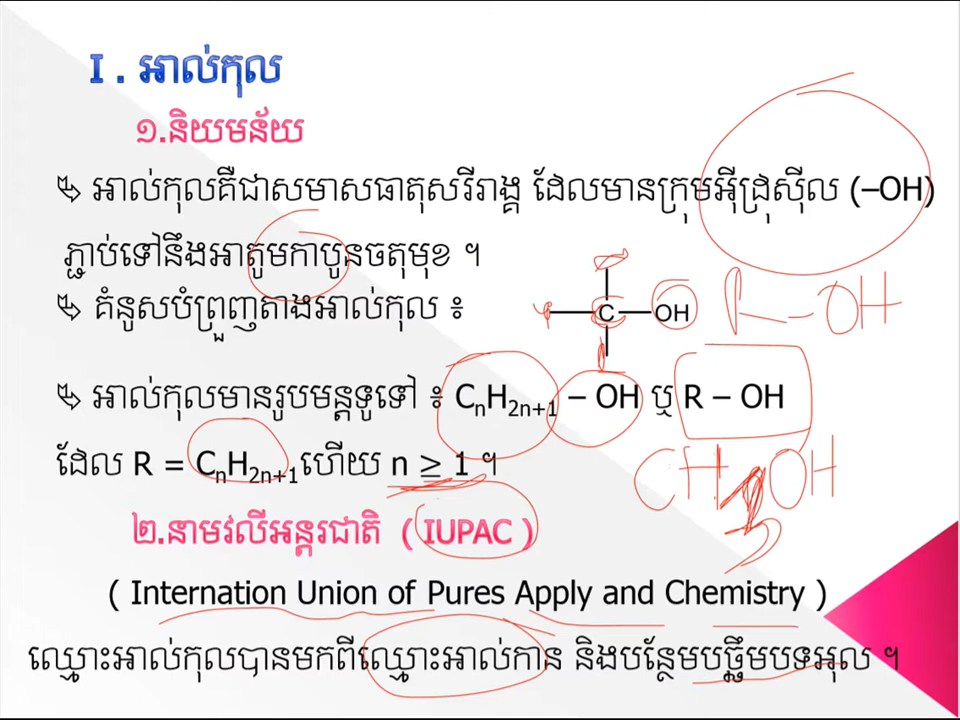 I . អាល់កុល
១.និយមន័យ
អាល់កុលគឺជាសមាសធាតុសរីរាង្គ ដែលមានក្រុមអ៊ីដ្រុស៊ីល (–OH)
ភ្ជាប់ទៅនឹងអាតូមកាបូនចតុមុខ ។
គំនូសបំព្រួញតាងអាល់កុល ៖
C OH R – OH
អាល់កុលមានរូបមន្តទូទៅ ៖ CnH2n+1 – OH ឬ R – OH
ដែល R = CnH2n+1 ហើយ n ≥ 1 ។
២.នាមវលីអន្តរជាតិ ( IUPAC )
( Internation Union of Pures Apply and Chemistry )
ឈ្មោះអាល់កុលបានមកពីឈ្មោះអាល់កាន និងបន្ថែមបច្ឆឹមបទអុល ។